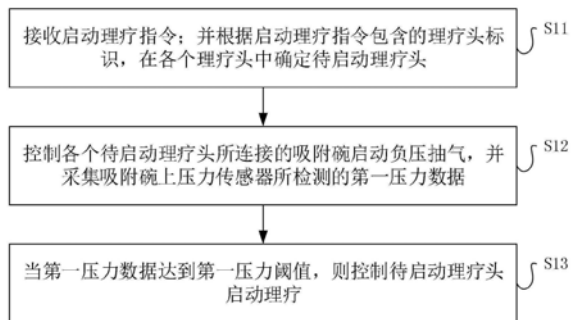 接收启动理疗指令；并根据启动理疗指令包含的理疗头标
识，在各个理疗头中确定待启动理疗头
S11
控制各个待启动理疗头所连接的吸附碗启动负压抽气，并
采集吸附碗上压力传感器所检测的第一压力数据
S12
当第一压力数据达到第一压力阈值，则控制待启动理疗头
启动理疗
S13